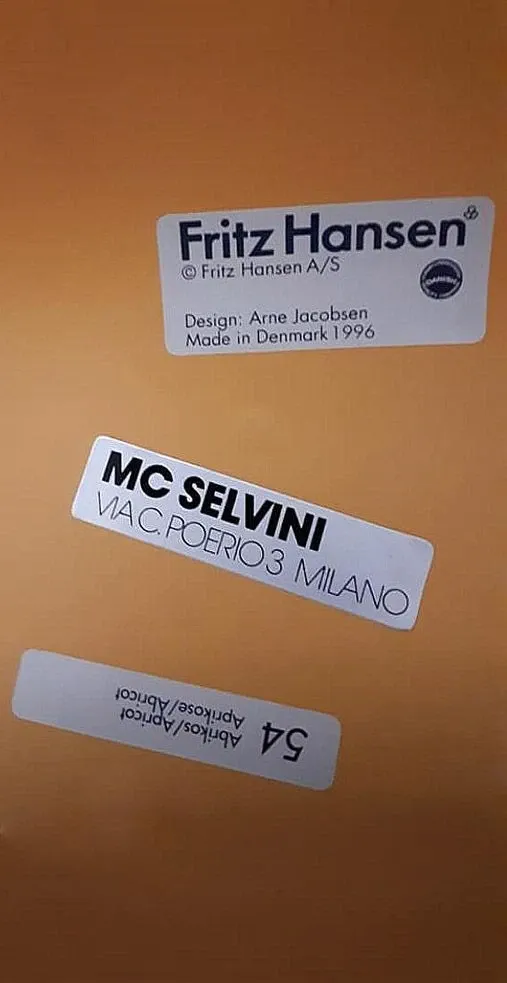 Fritz Hansen
© Fritz Hansen A/S
DANISH
Design: Arne Jacobsen
Made in Denmark 1996
MC SELVINI
VIA C. POERIO 3 MILANO
54 Abrikos/Apricot
Aprikose/Abricot